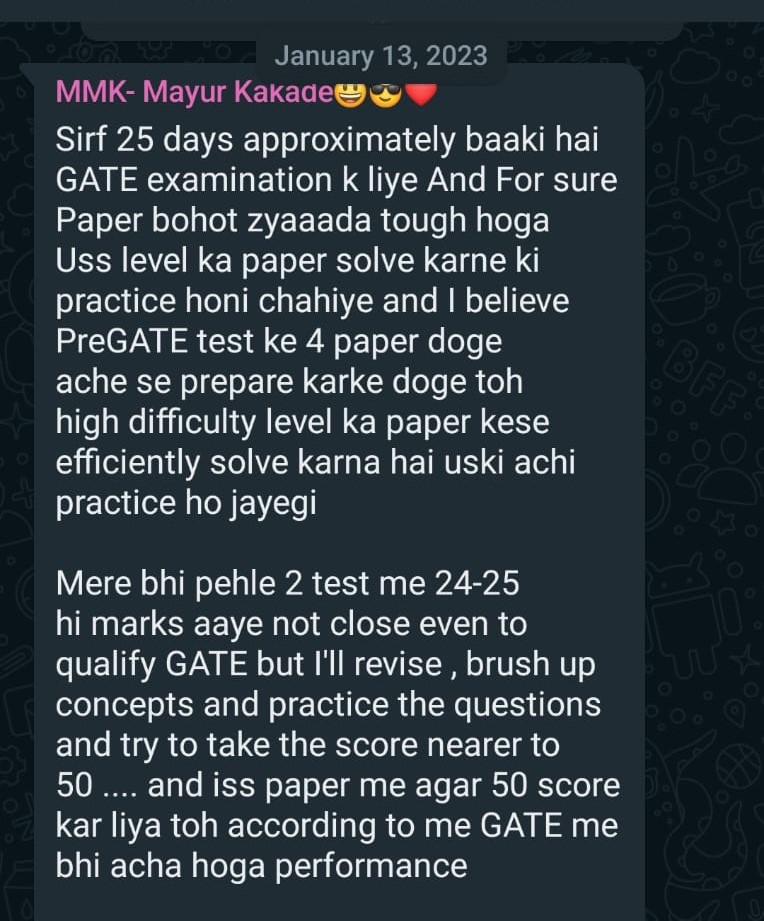 January 13, 2023
MMK- Mayur Kakade😃😎❤️
Sirf 25 days approximately baaki hai
GATE examination k liye And For sure
Paper bohot zyaaada tough hoga
Uss level ka paper solve karne ki
practice honi chahiye and I believe
PreGATE test ke 4 paper doge
ache se prepare karke doge toh
high difficulty level ka paper kese
efficiently solve karna hai uski achi
practice ho jayegi

Mere bhi pehle 2 test me 24-25
hi marks aaye not close even to
qualify GATE but I'll revise , brush up
concepts and practice the questions
and try to take the score nearer to
50 .... and iss paper me agar 50 score
kar liya toh according to me GATE me
bhi acha hoga performance